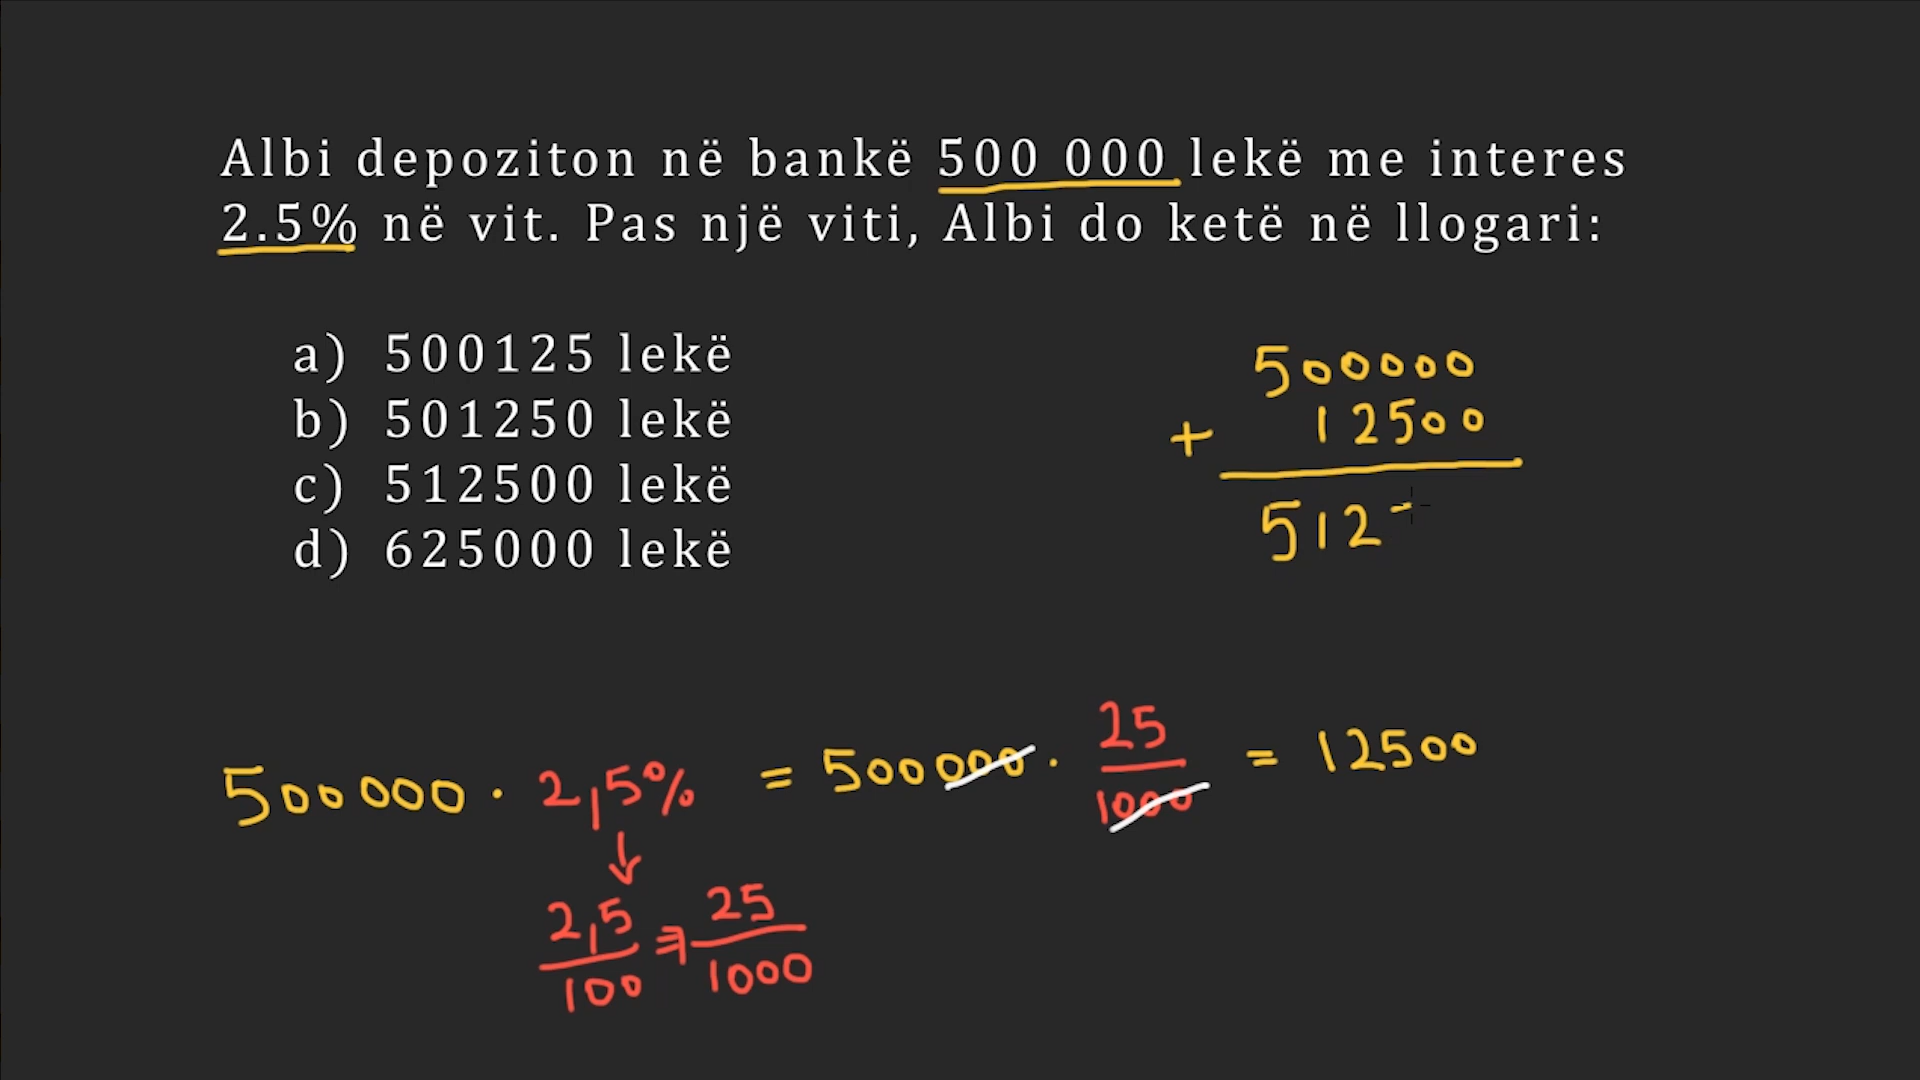 Albi depoziton në bankë 500 000 lekë me interes
2.5% në vit. Pas një viti, Albi do ketë në llogari:
a) 500125 lekë
b) 501250 lekë
c) 512500 lekë
d) 625000 lekë
500000
+ 12500
512
500000 · 2,5% = 500000 · 25/1000 = 12500
2,5/100 = 25/1000